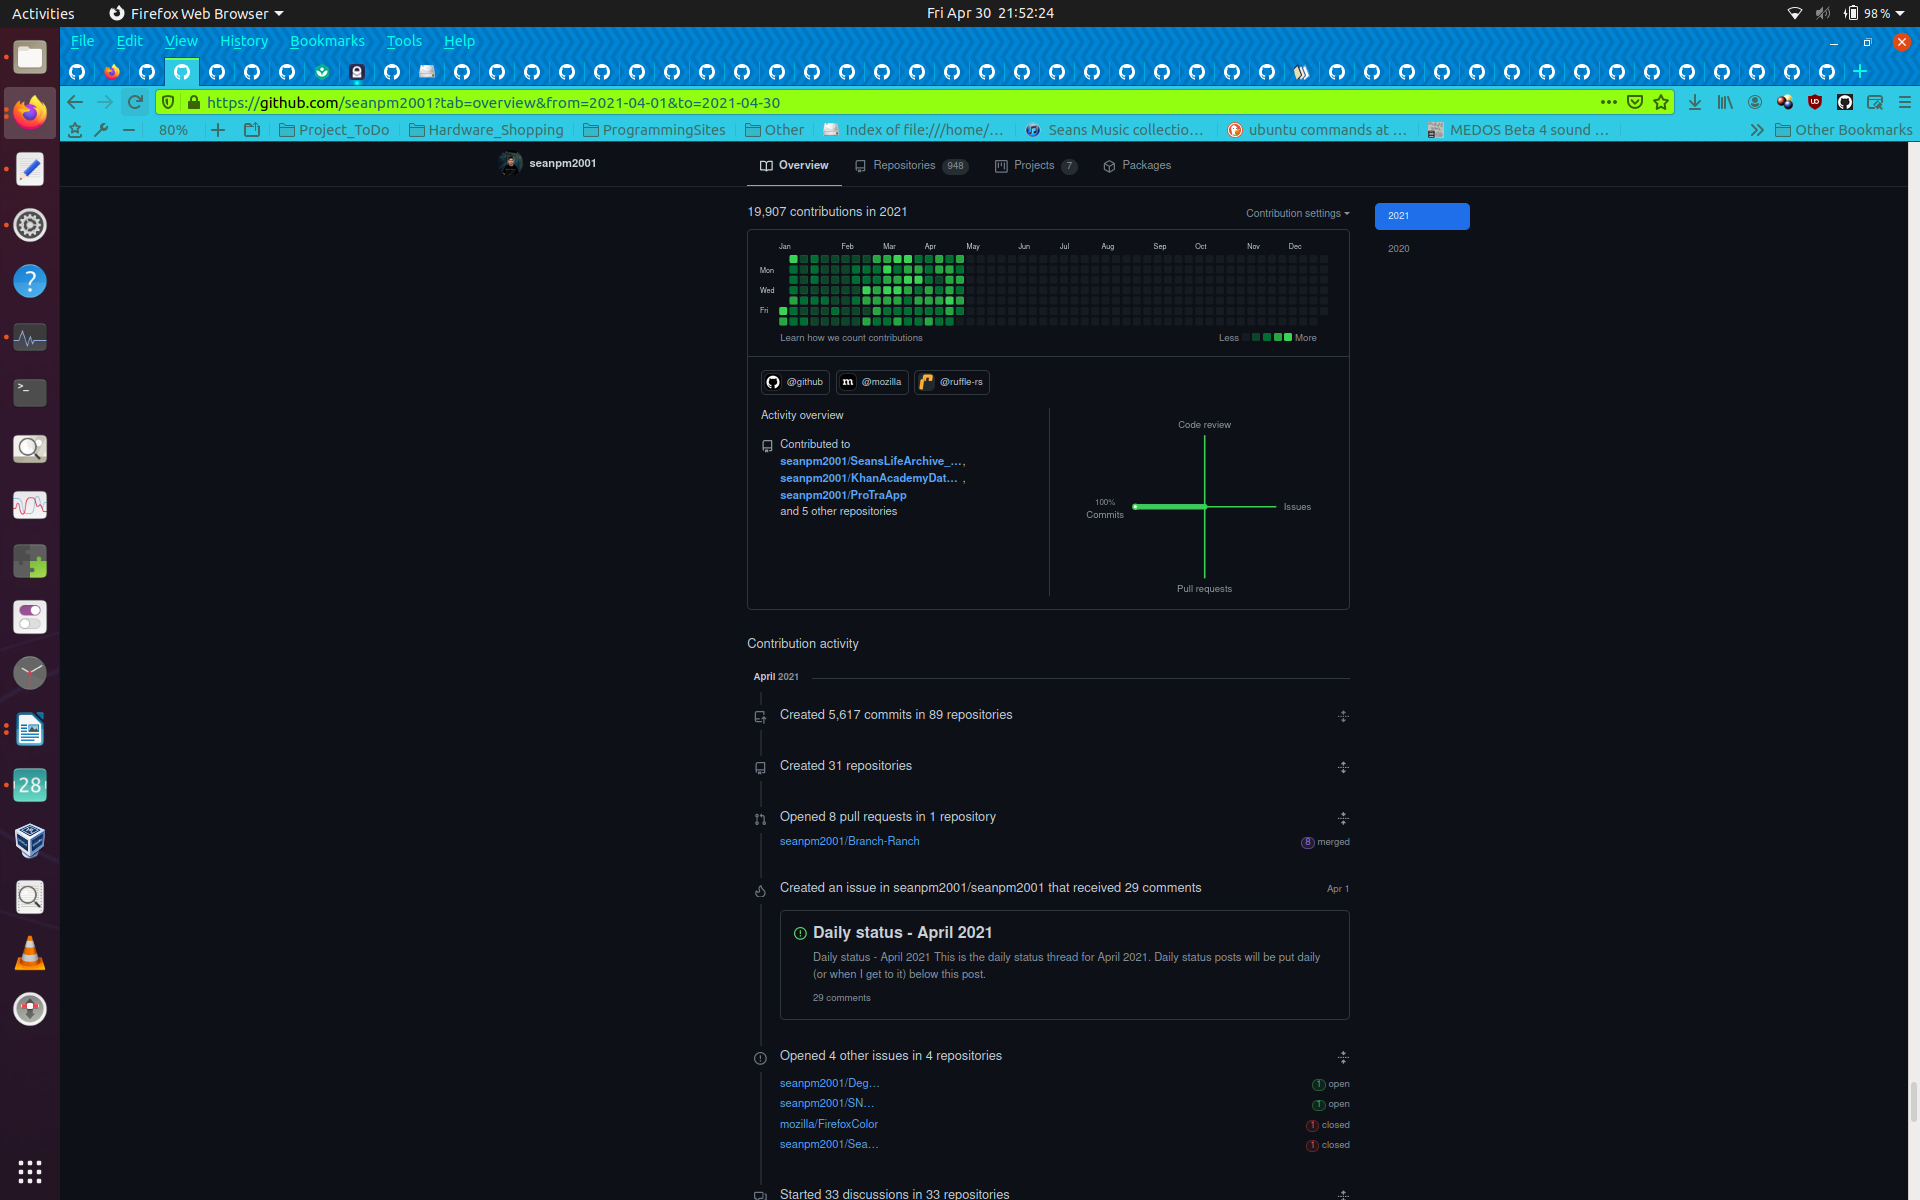 Activities
Firefox Web Browser
Fri Apr 30  21:52:24
98 %
File Edit View History Bookmarks Tools Help
https://github.com/seanpm2001?tab=overview&from=2021-04-01&to=2021-04-30
80%
Project_ToDo
Hardware_Shopping
ProgrammingSites
Other
Index of file:///home/…
Seans Music collectio…
ubuntu commands at …
MEDOS Beta 4 sound …
Other Bookmarks
seanpm2001
Overview
Repositories 948
Projects 7
Packages
19,907 contributions in 2021
Contribution settings
2021
2020
Jan Feb Mar Apr May Jun Jul Aug Sep Oct Nov Dec
Mon
Wed
Fri
Learn how we count contributions
Less More
@github
@mozilla
@ruffle-rs
Activity overview
Contributed to
seanpm2001/SeansLifeArchive_…,
seanpm2001/KhanAcademyDat… ,
seanpm2001/ProTraApp
and 5 other repositories
Code review
100%
Commits
Issues
Pull requests
Contribution activity
April 2021
Created 5,617 commits in 89 repositories
Created 31 repositories
Opened 8 pull requests in 1 repository
seanpm2001/Branch-Ranch
8 merged
Created an issue in seanpm2001/seanpm2001 that received 29 comments
Apr 1
Daily status - April 2021
Daily status - April 2021 This is the daily status thread for April 2021. Daily status posts will be put daily
(or when I get to it) below this post.
29 comments
Opened 4 other issues in 4 repositories
seanpm2001/Deg…
1 open
seanpm2001/SN…
1 open
mozilla/FirefoxColor
1 closed
seanpm2001/Sea…
1 closed
Started 33 discussions in 33 repositories
28